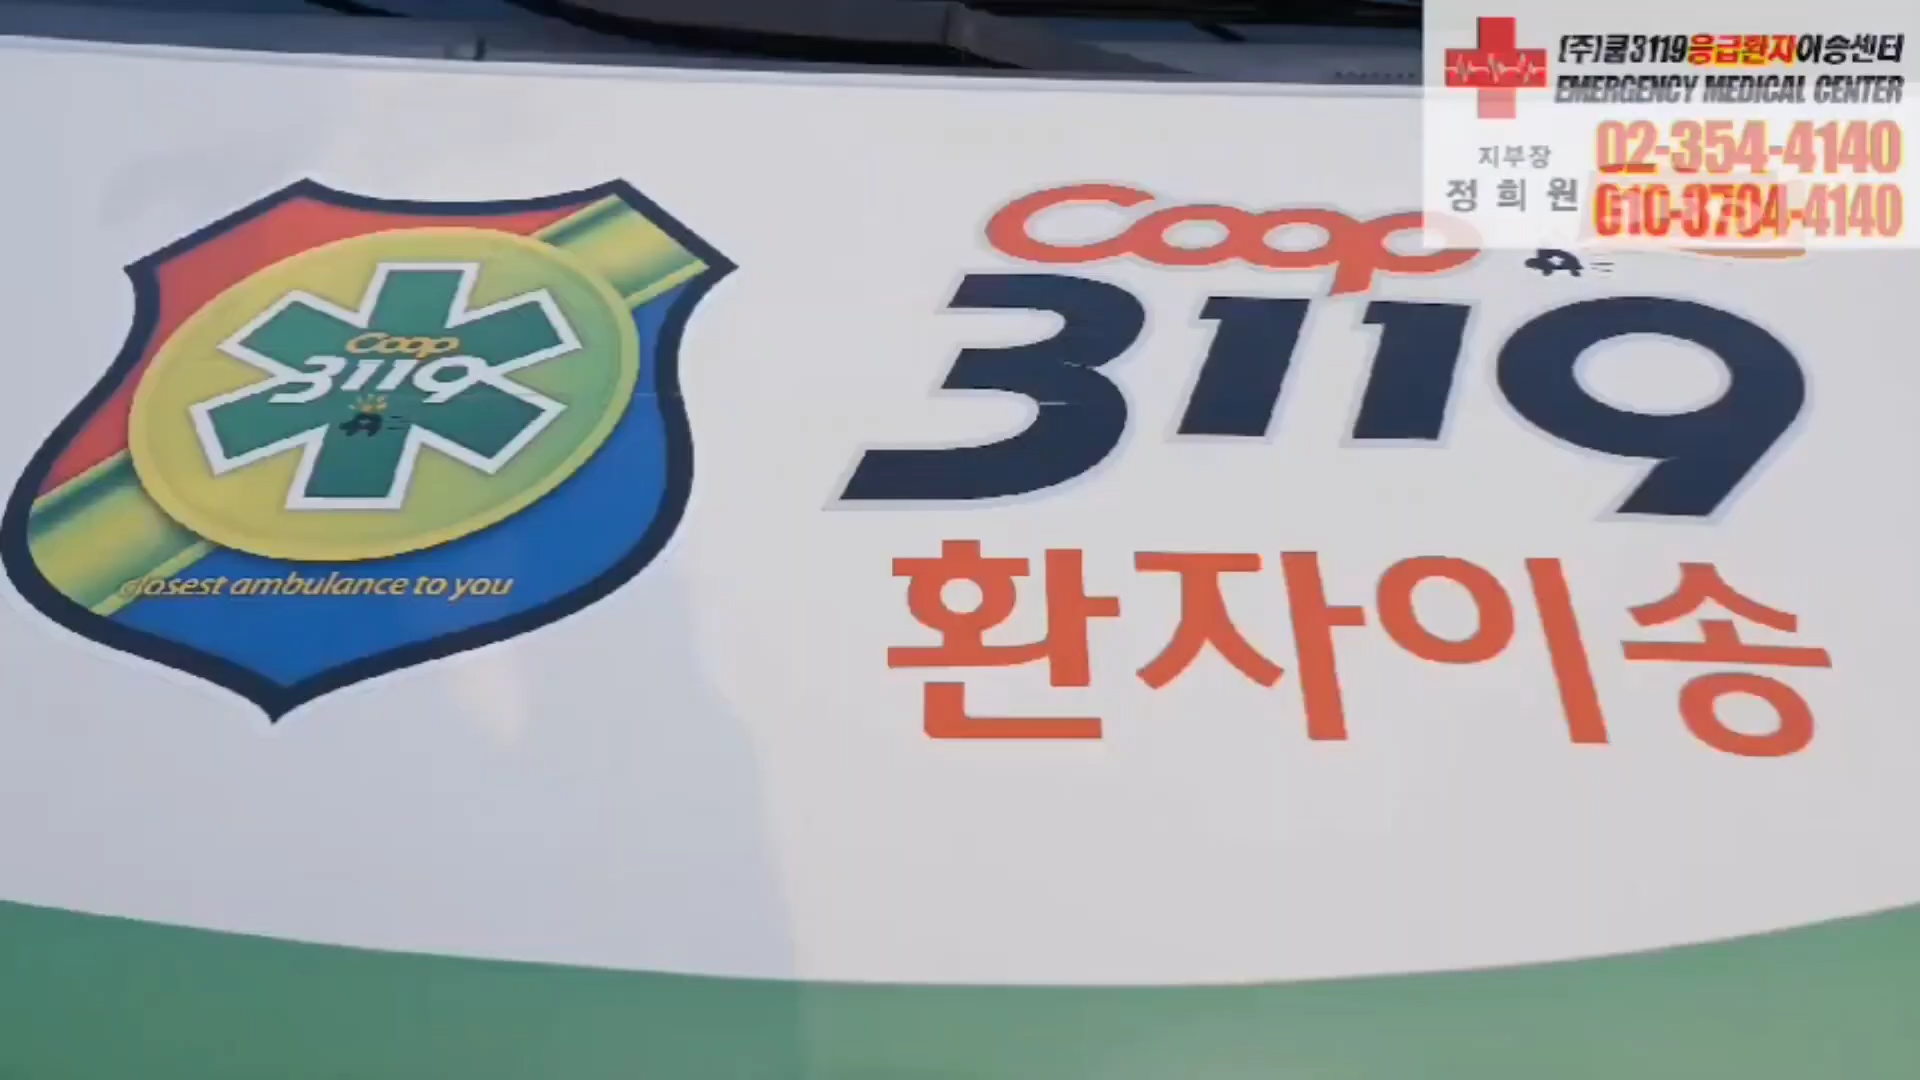 [주]쿱3119응급환자이송센터
EMERGENCY MEDICAL CENTER
02-354-4140
지부장
정 희 원
010-3704-4140
Coop
3119
환자이송
Coop
3119
closest ambulance to you